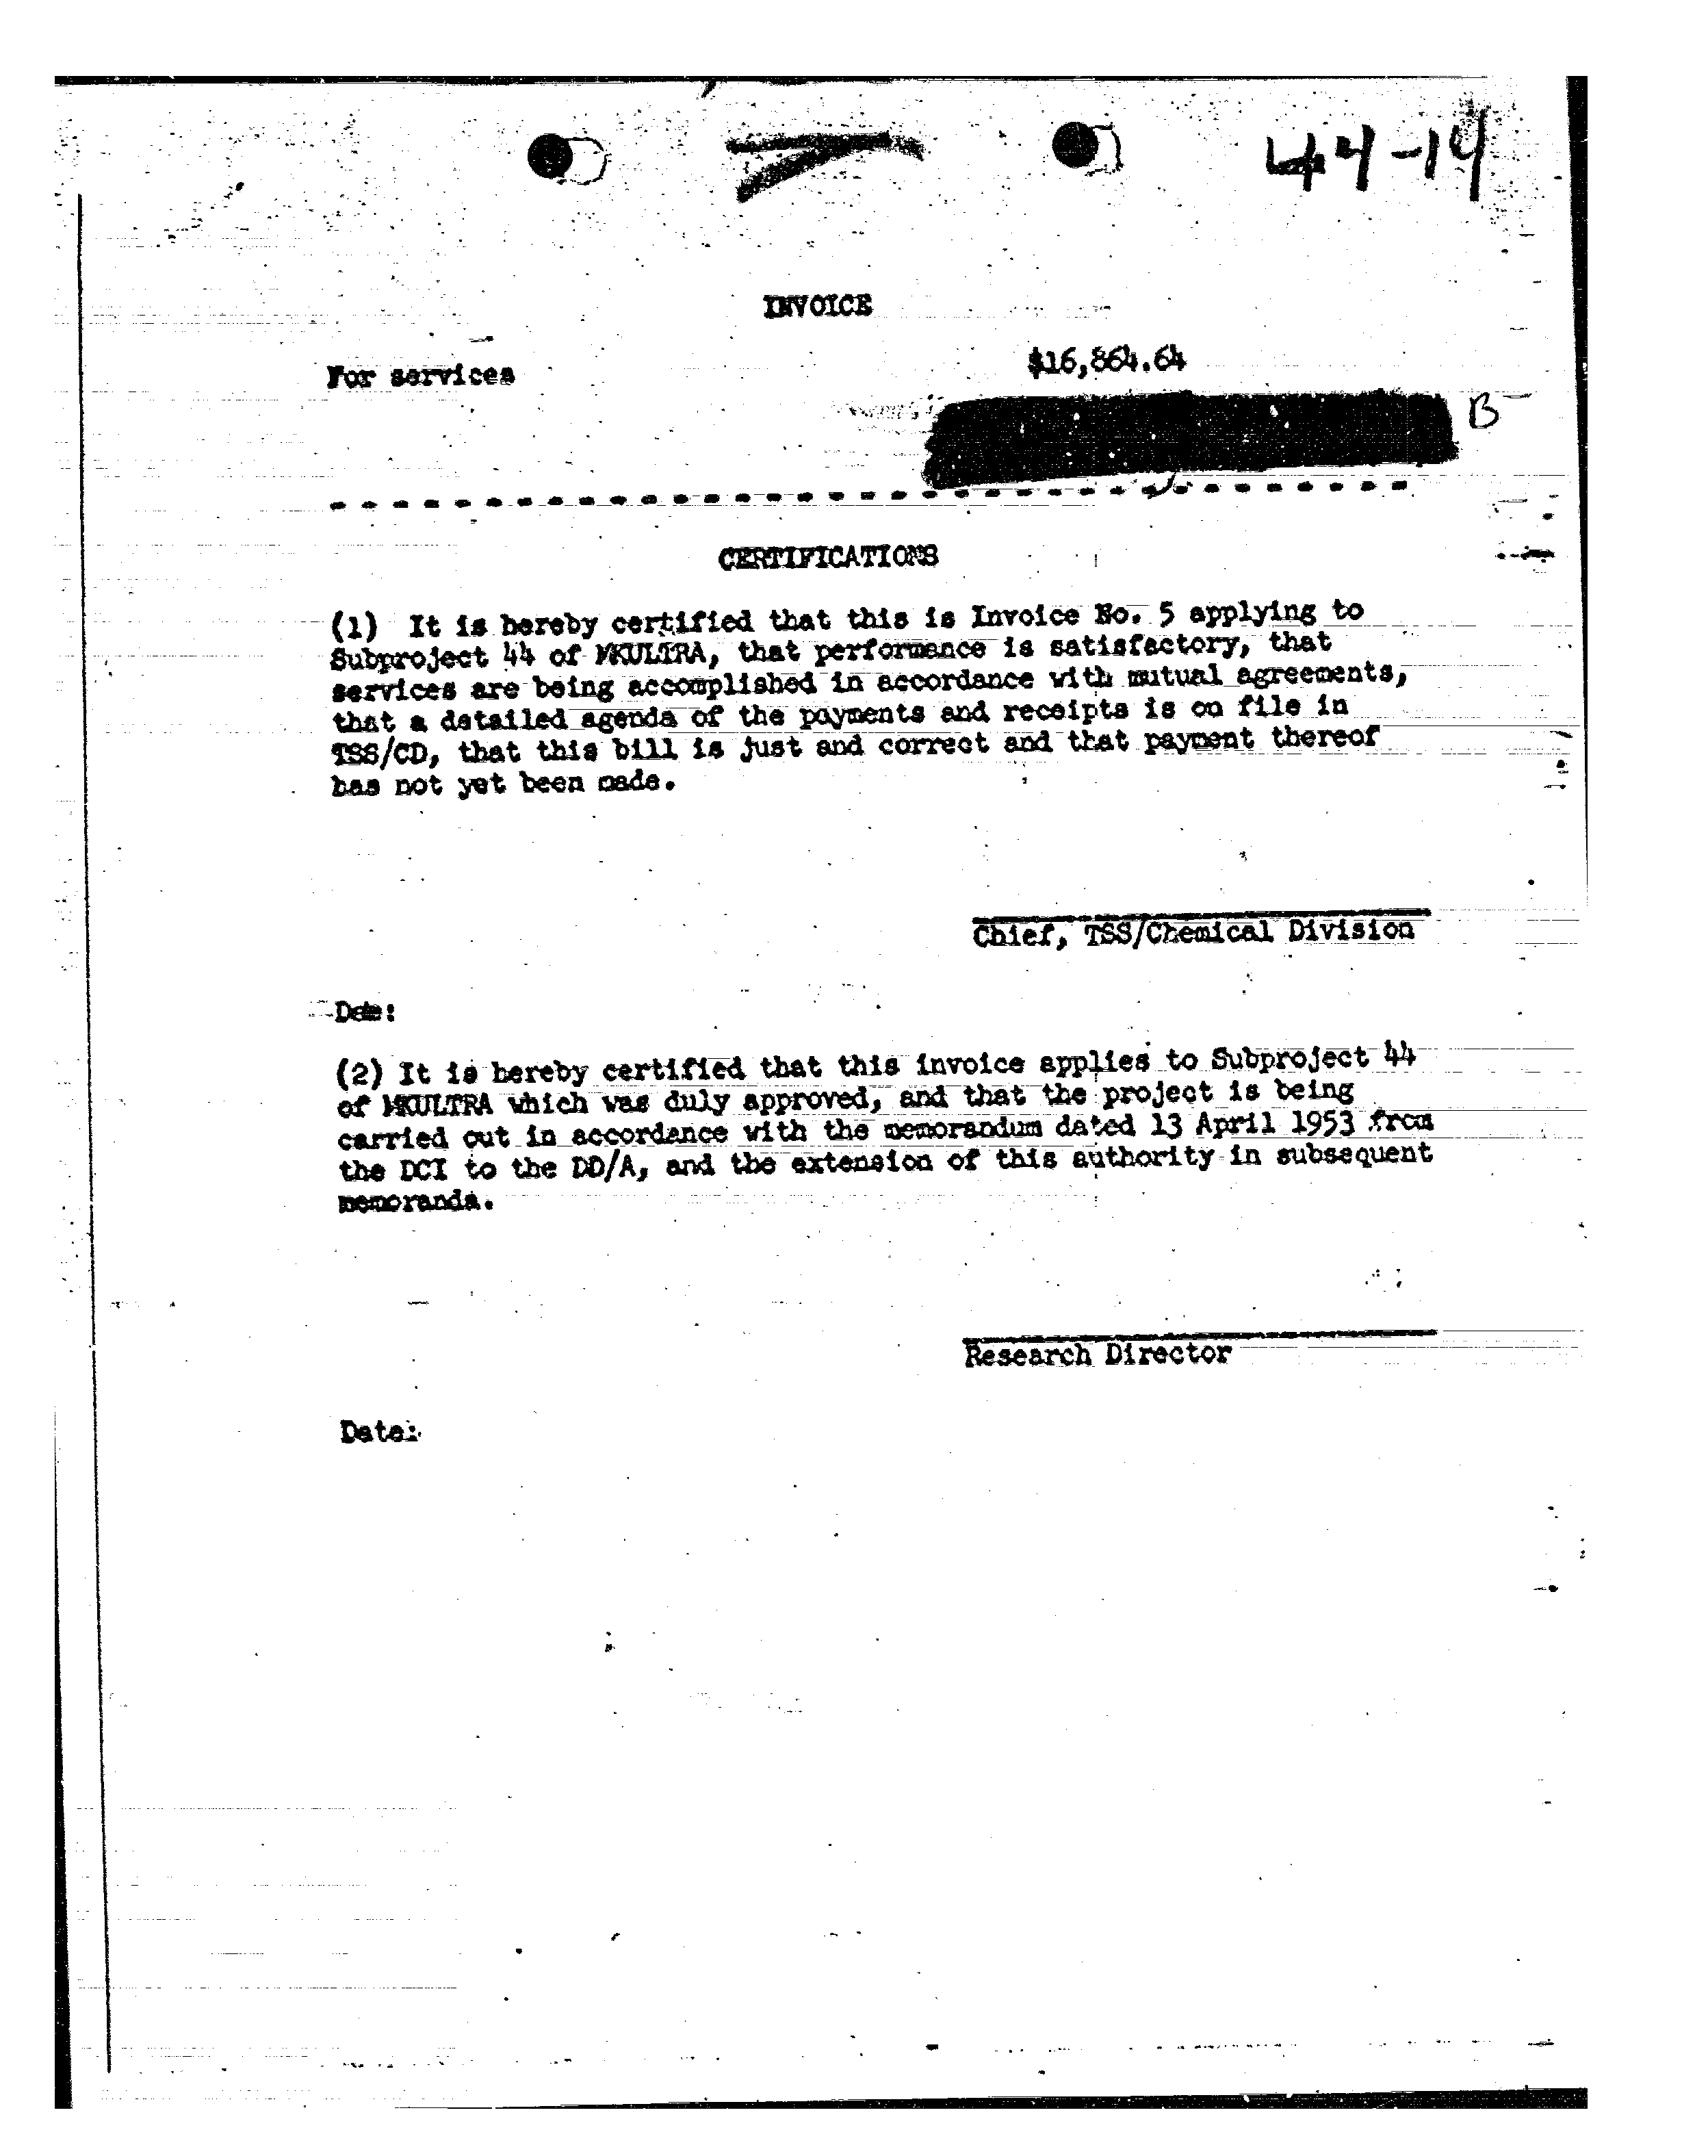 44-14
INVOICE
For services $16,864.64
B
CERTIFICATIONS
(1) It is hereby certified that this is Invoice No. 5 applying to
Subproject 44 of MKULTRA, that performance is satisfactory, that
services are being accomplished in accordance with mutual agreements,
that a detailed agenda of the payments and receipts is on file in
TSS/CD, that this bill is just and correct and that payment thereof
has not yet been made.
Chief, TSS/Chemical Division
Date:
(2) It is hereby certified that this invoice applies to Subproject 44
of MKULTRA which was duly approved, and that the project is being
carried out in accordance with the memorandum dated 13 April 1953 from
the DCI to the DD/A, and the extension of this authority in subsequent
memoranda.
Research Director
Date: